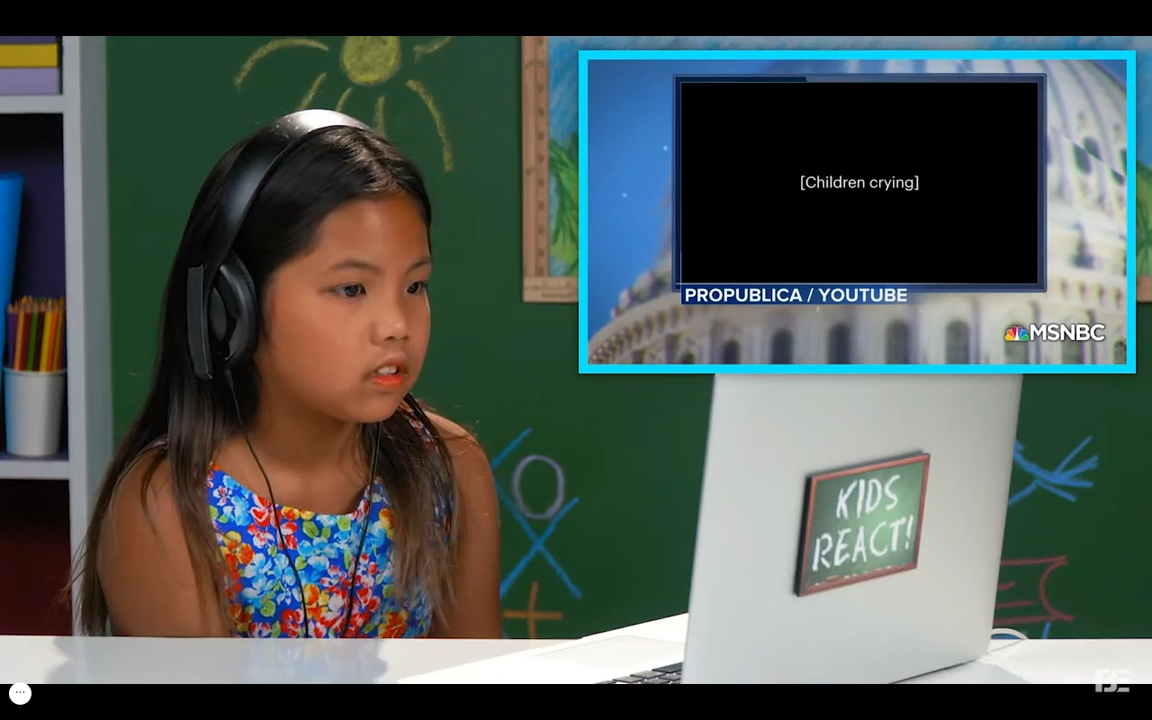 [Children crying]
PROPUBLICA / YOUTUBE
MSNBC
KIDS
REACT!
FBE